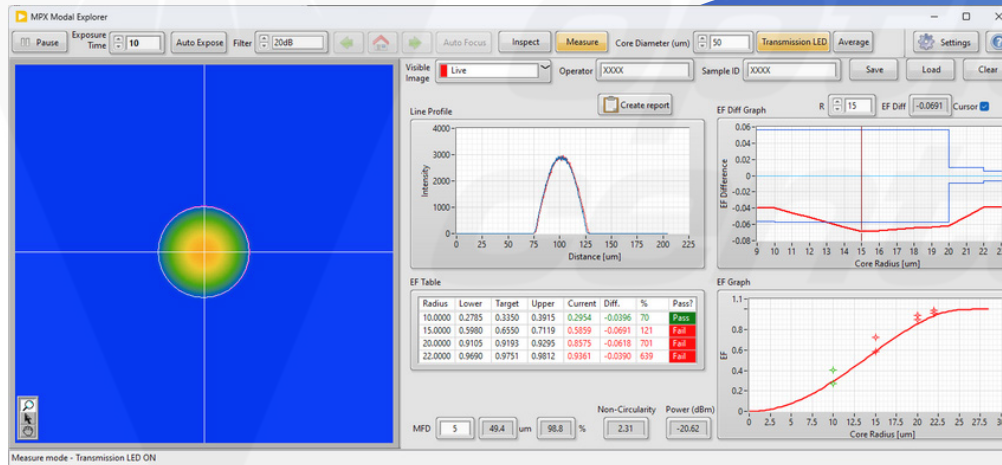 MPX Modal Explorer
Pause Exposure Time 10 Auto Expose Filter 20dB Auto Focus Inspect Measure Core Diameter (um) 50 Transmission LED Average Settings
Visible Image Live Operator XXXX Sample ID XXXX Save Load Clear
Create report
Line Profile
4000
3000
2000
1000
0
Intensity
0 25 50 75 100 125 150 175 200 225
Distance [um]
EF Diff Graph R 15 EF Diff -0.0691 Cursor
0.06
0.04
0.02
0
-0.02
-0.04
-0.06
-0.08
EF Difference
9 10 11 12 13 14 15 16 17 18 19 20 21 22
Core Radius [um]
EF Table
Radius Lower Target Upper Current Diff. % Pass?
10.0000 0.2785 0.3350 0.3915 0.2954 -0.0396 70 Pass
15.0000 0.5980 0.6550 0.7119 0.5859 -0.0691 121 Fail
20.0000 0.9105 0.9193 0.9295 0.8575 -0.0618 701 Fail
22.0000 0.9690 0.9751 0.9812 0.9361 -0.0390 639 Fail
EF Graph
1.1
0.8
0.6
0.4
0.2
0
EF
0 2.5 5 7.5 10 12.5 15 17.5 20 22.5 25 27.5
Core Radius [um]
Non-Circularity Power (dBm)
MFD 5 49.4 um 98.8 % 2.31 -20.62
Measure mode - Transmission LED ON